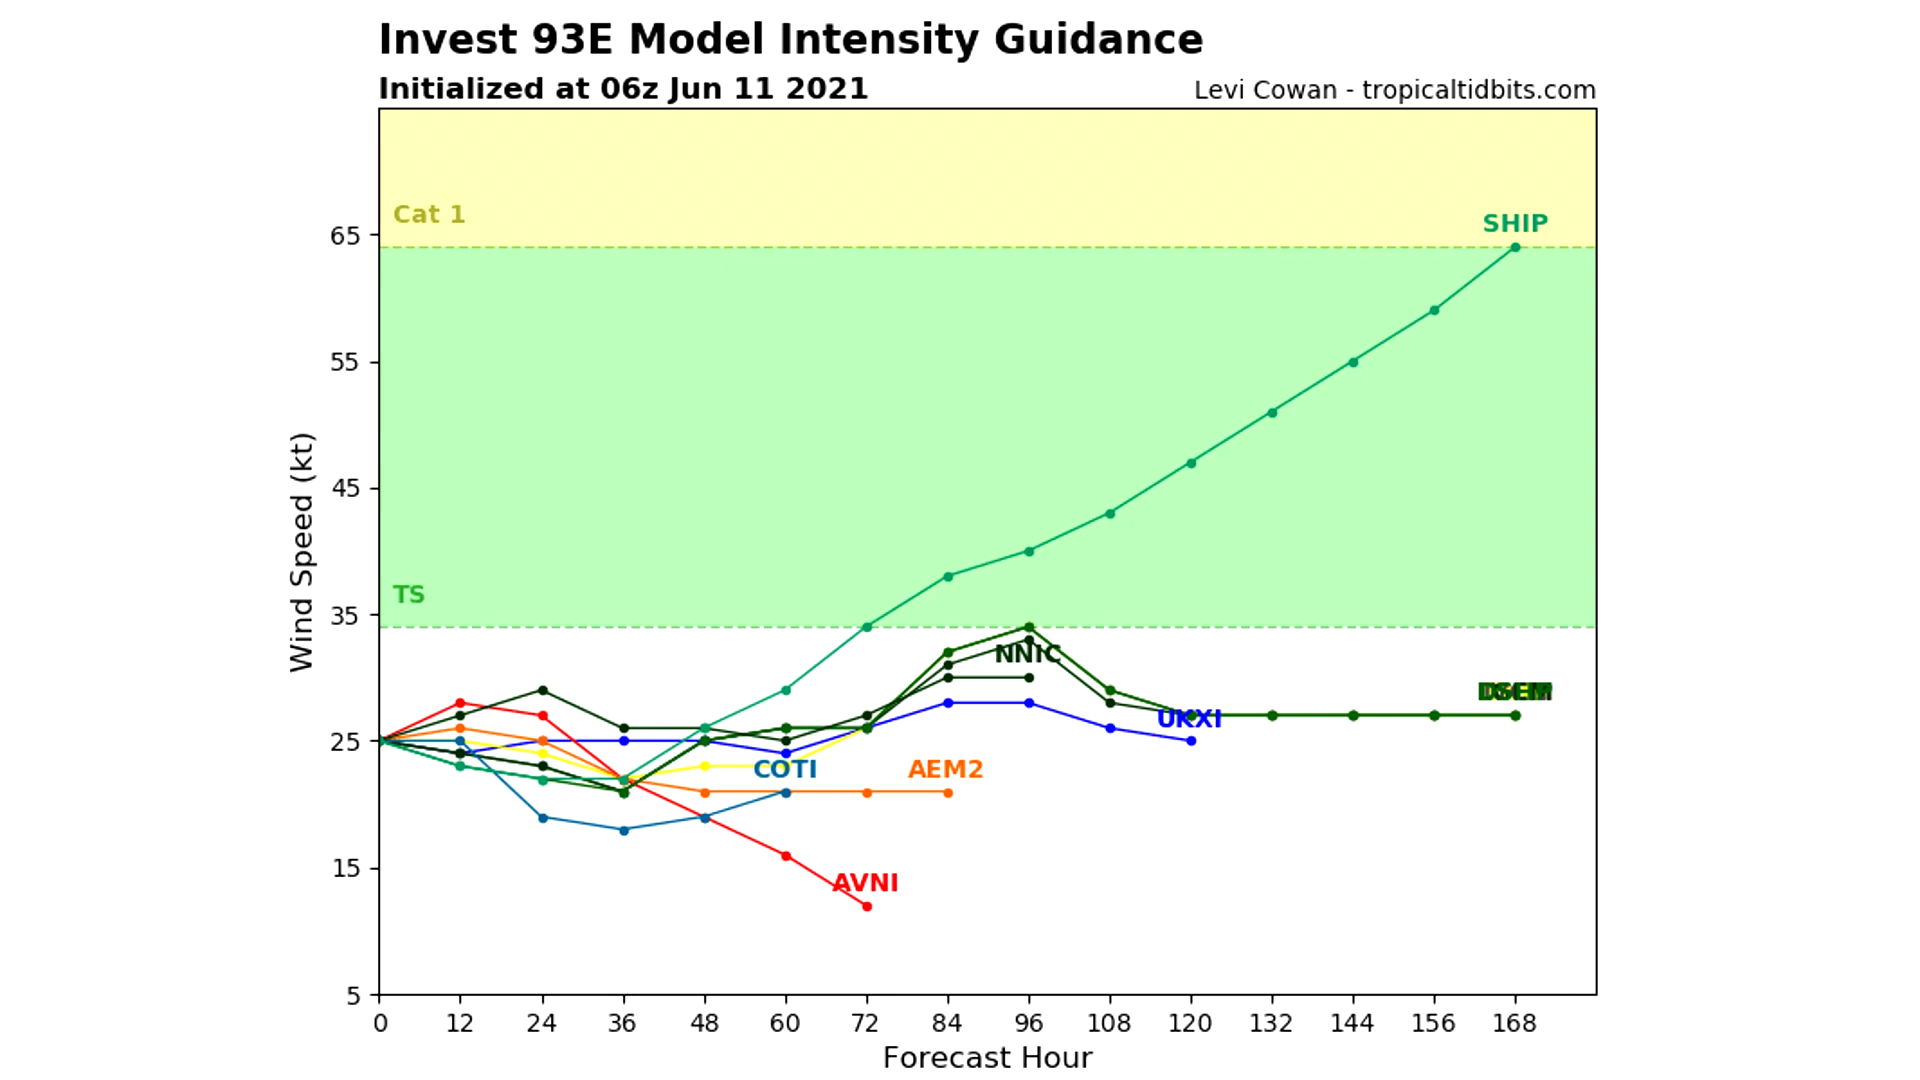 Invest 93E Model Intensity Guidance
Initialized at 06z Jun 11 2021
Levi Cowan - tropicaltidbits.com
Cat 1
SHIP
65
55
45
TS
35
NNIC
UKXI
25
COTI
AEM2
15
AVNI
5
0 12 24 36 48 60 72 84 96 108 120 132 144 156 168
Wind Speed (kt)
Forecast Hour